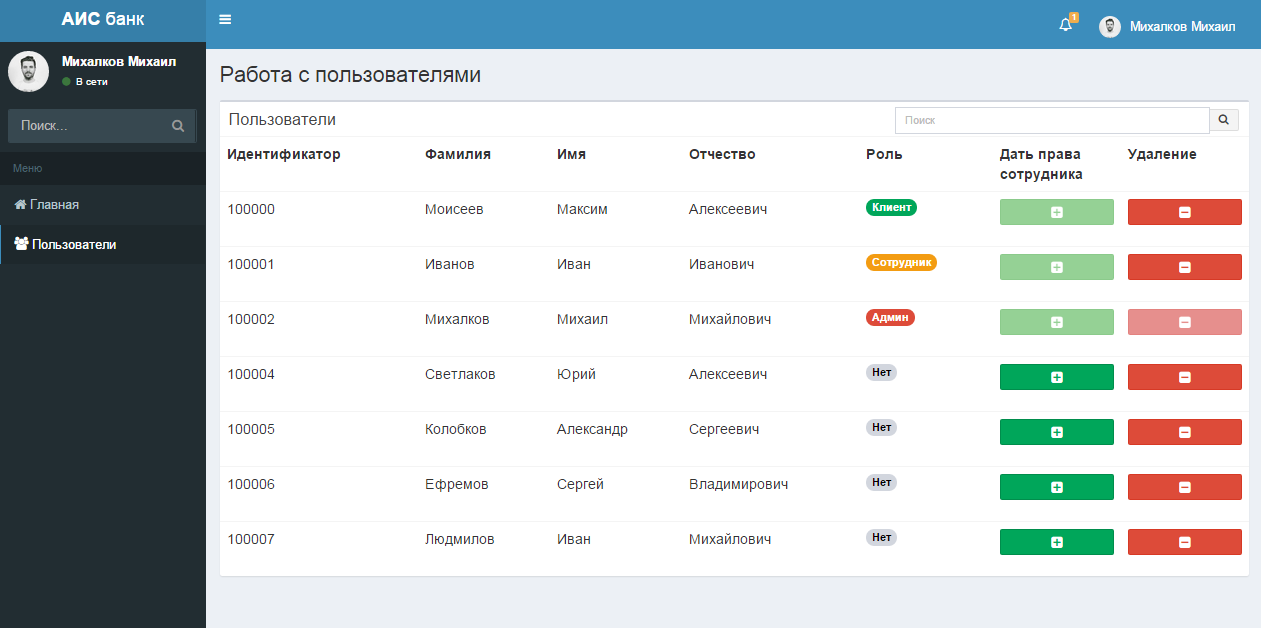 АИС банк
1
Михалков Михаил
Михалков Михаил
В сети
Поиск...
Меню
Главная
Пользователи
Работа с пользователями
Пользователи
Поиск
Идентификатор Фамилия Имя Отчество Роль Дать права сотрудника Удаление
100000 Моисеев Максим Алексеевич Клиент
100001 Иванов Иван Иванович Сотрудник
100002 Михалков Михаил Михайлович Админ
100004 Светлаков Юрий Алексеевич Нет
100005 Колобков Александр Сергеевич Нет
100006 Ефремов Сергей Владимирович Нет
100007 Людмилов Иван Михайлович Нет